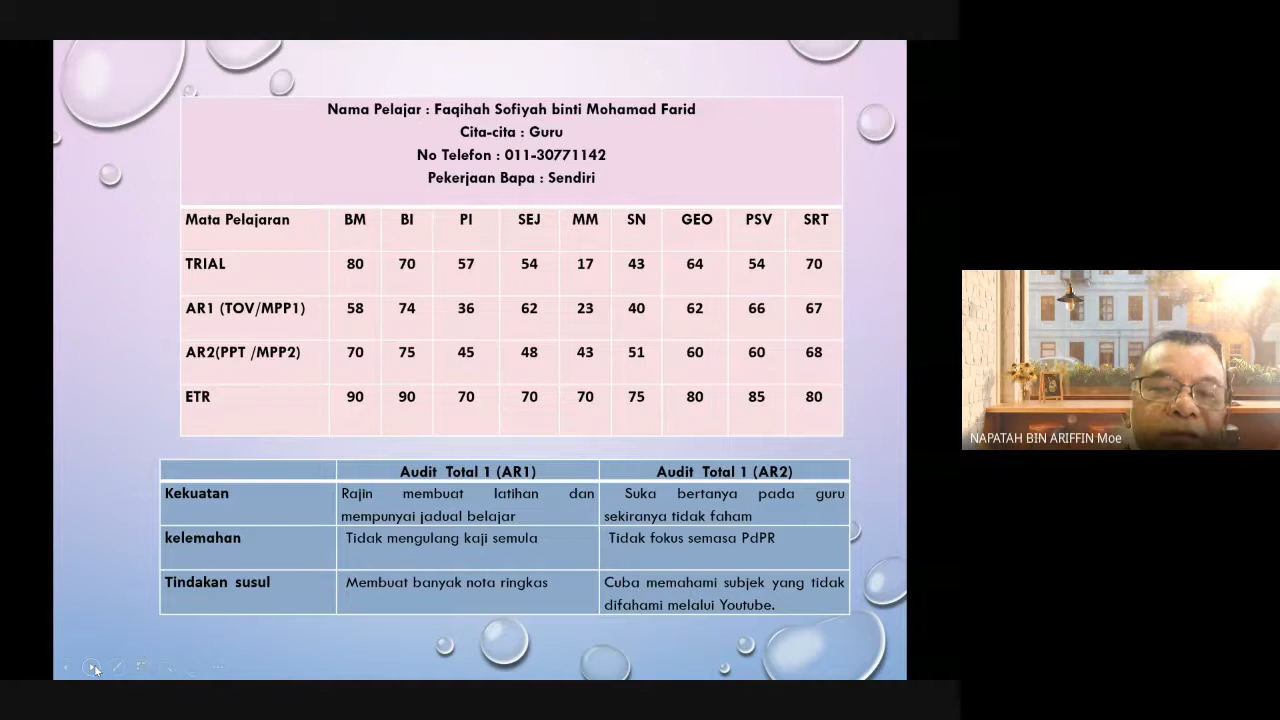 Nama Pelajar : Faqihah Sofiyah binti Mohamad Farid
Cita-cita : Guru
No Telefon : 011-30771142
Pekerjaan Bapa : Sendiri
Mata Pelajaran BM BI PI SEJ MM SN GEO PSV SRT
TRIAL 80 70 57 54 17 43 64 54 70
AR1 (TOV/MPP1) 58 74 36 62 23 40 62 66 67
AR2(PPT /MPP2) 70 75 45 48 43 51 60 60 68
ETR 90 90 70 70 70 75 80 85 80
Audit Total 1 (AR1) Audit Total 1 (AR2)
Kekuatan Rajin membuat latihan dan Suka bertanya pada guru
mempunyai jadual belajar sekiranya tidak faham
kelemahan Tidak mengulang kaji semula Tidak fokus semasa PdPR
Tindakan susul Membuat banyak nota ringkas Cuba memahami subjek yang tidak
difahami melalui Youtube.
NAPATAH BIN ARIFFIN Moe